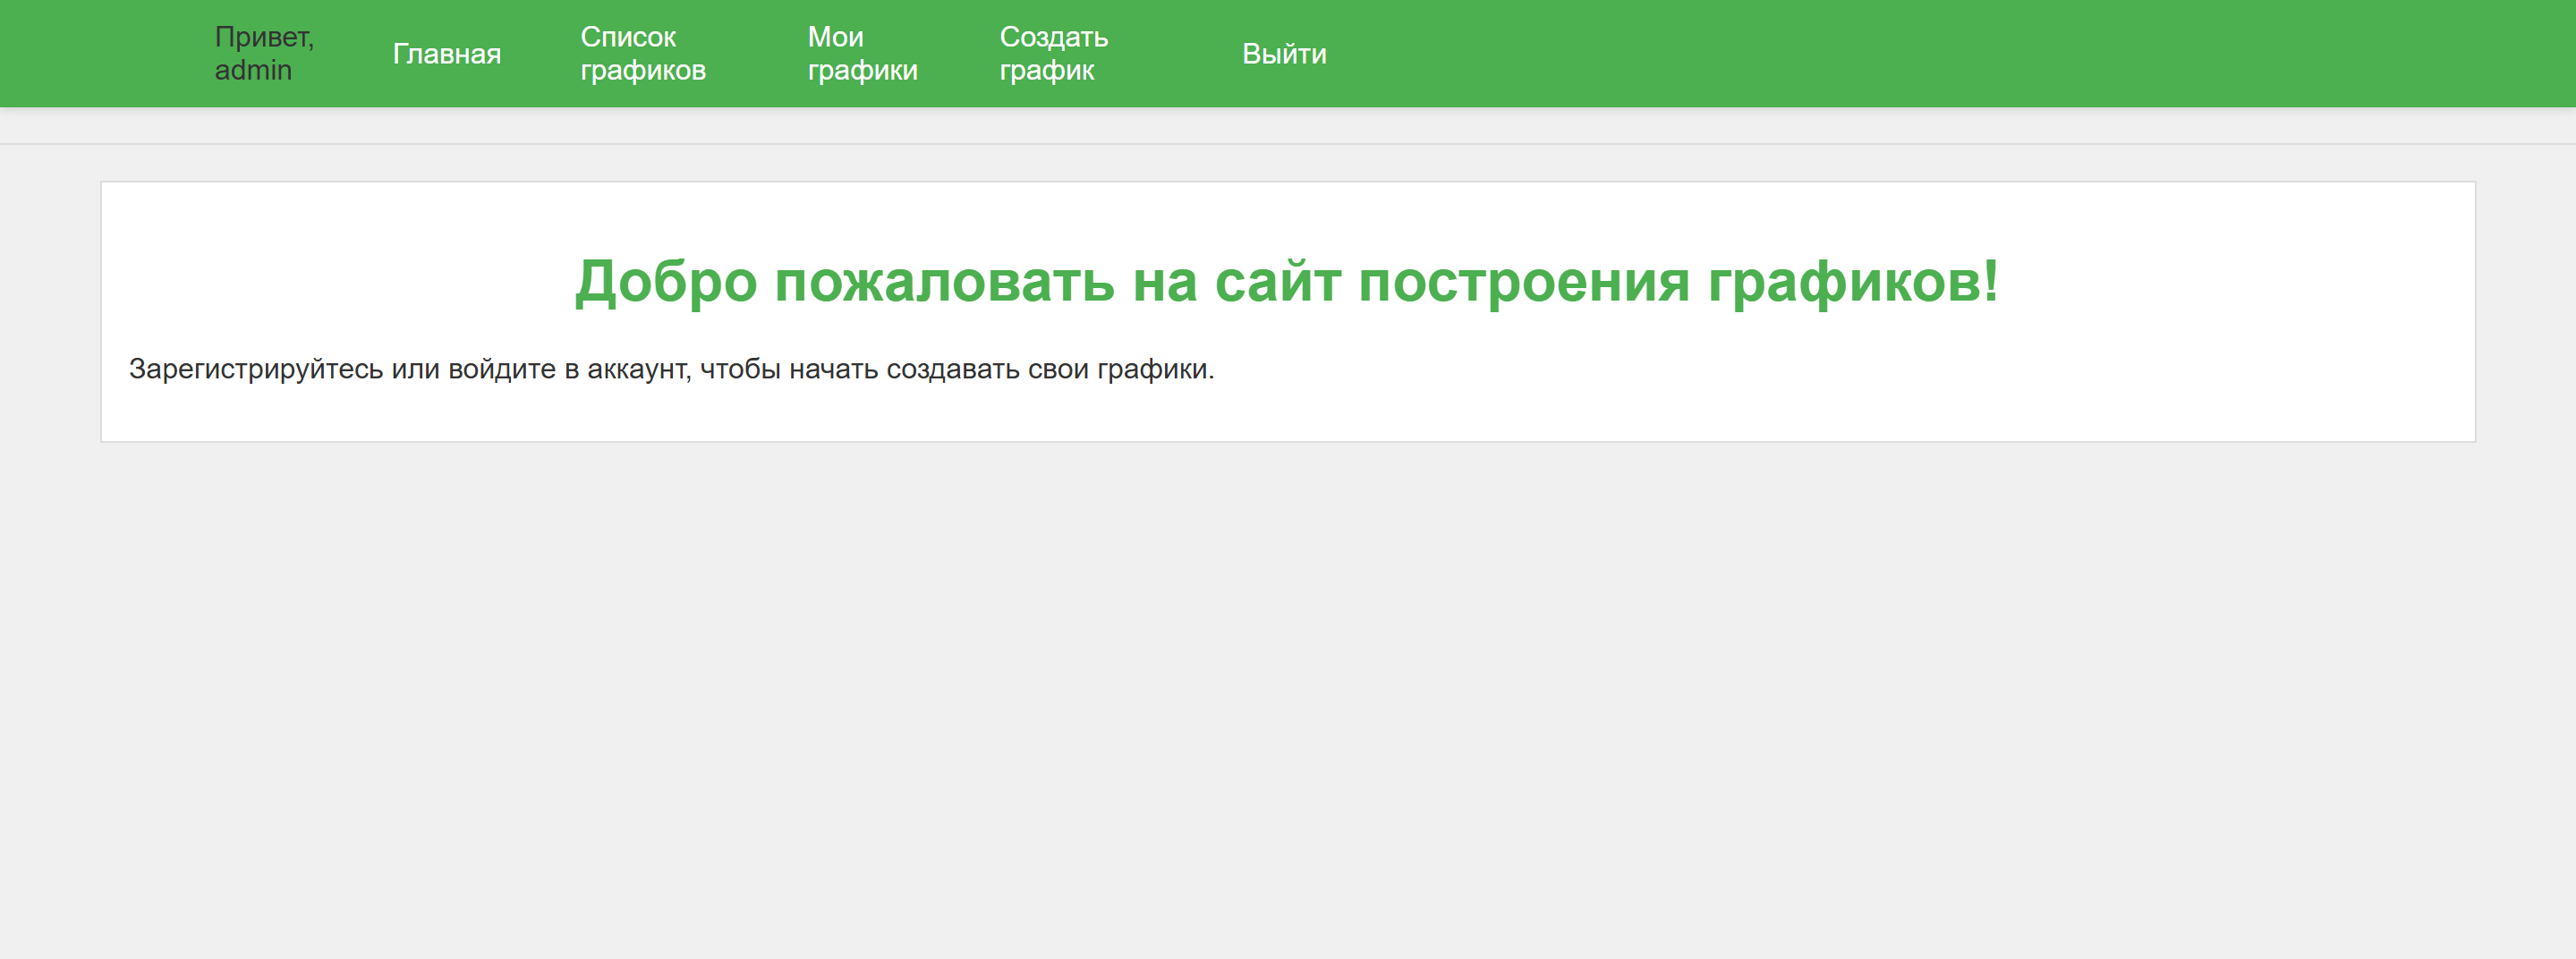 Привет,
admin
Главная
Список
графиков
Мои
графики
Создать
график
Выйти
Добро пожаловать на сайт построения графиков!
Зарегистрируйтесь или войдите в аккаунт, чтобы начать создавать свои графики.